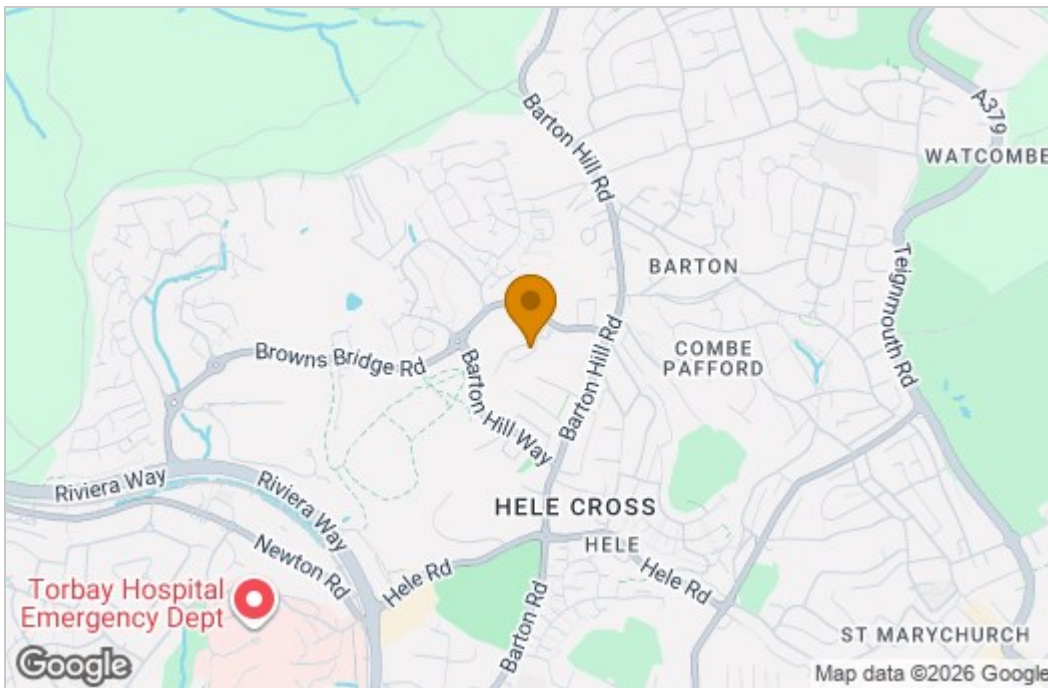 Barton Hill Rd
A379
WATCOMBE
BARTON
Teignmouth Rd
Browns Bridge Rd
Barton Hill Rd
COMBE
PAFFORD
Barton Hill Way
Riviera Way
Riviera Way
HELE CROSS
Newton Rd
HELE
Hele Rd
Hele Rd
Torbay Hospital
Emergency Dept
Barton Rd
ST MARYCHURCH
Google
Map data ©2026 Google